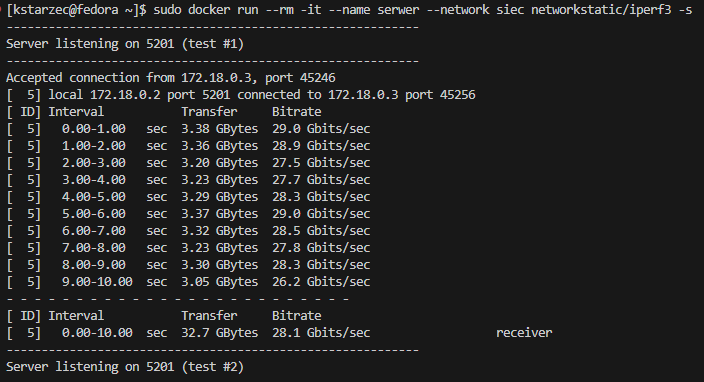 [kstarzec@fedora ~]$ sudo docker run --rm -it --name serwer --network siec networkstatic/iperf3 -s
-----------------------------------------------------------
Server listening on 5201 (test #1)
-----------------------------------------------------------
Accepted connection from 172.18.0.3, port 45246
[  5] local 172.18.0.2 port 5201 connected to 172.18.0.3 port 45256
[ ID] Interval           Transfer     Bitrate
[  5]   0.00-1.00   sec  3.38 GBytes  29.0 Gbits/sec
[  5]   1.00-2.00   sec  3.36 GBytes  28.9 Gbits/sec
[  5]   2.00-3.00   sec  3.20 GBytes  27.5 Gbits/sec
[  5]   3.00-4.00   sec  3.23 GBytes  27.7 Gbits/sec
[  5]   4.00-5.00   sec  3.29 GBytes  28.3 Gbits/sec
[  5]   5.00-6.00   sec  3.37 GBytes  29.0 Gbits/sec
[  5]   6.00-7.00   sec  3.32 GBytes  28.5 Gbits/sec
[  5]   7.00-8.00   sec  3.23 GBytes  27.8 Gbits/sec
[  5]   8.00-9.00   sec  3.30 GBytes  28.3 Gbits/sec
[  5]   9.00-10.00  sec  3.05 GBytes  26.2 Gbits/sec
- - - - - - - - - - - - - - - - - - - - - - - - -
[ ID] Interval           Transfer     Bitrate
[  5]   0.00-10.00  sec  32.7 GBytes  28.1 Gbits/sec                  receiver
-----------------------------------------------------------
Server listening on 5201 (test #2)